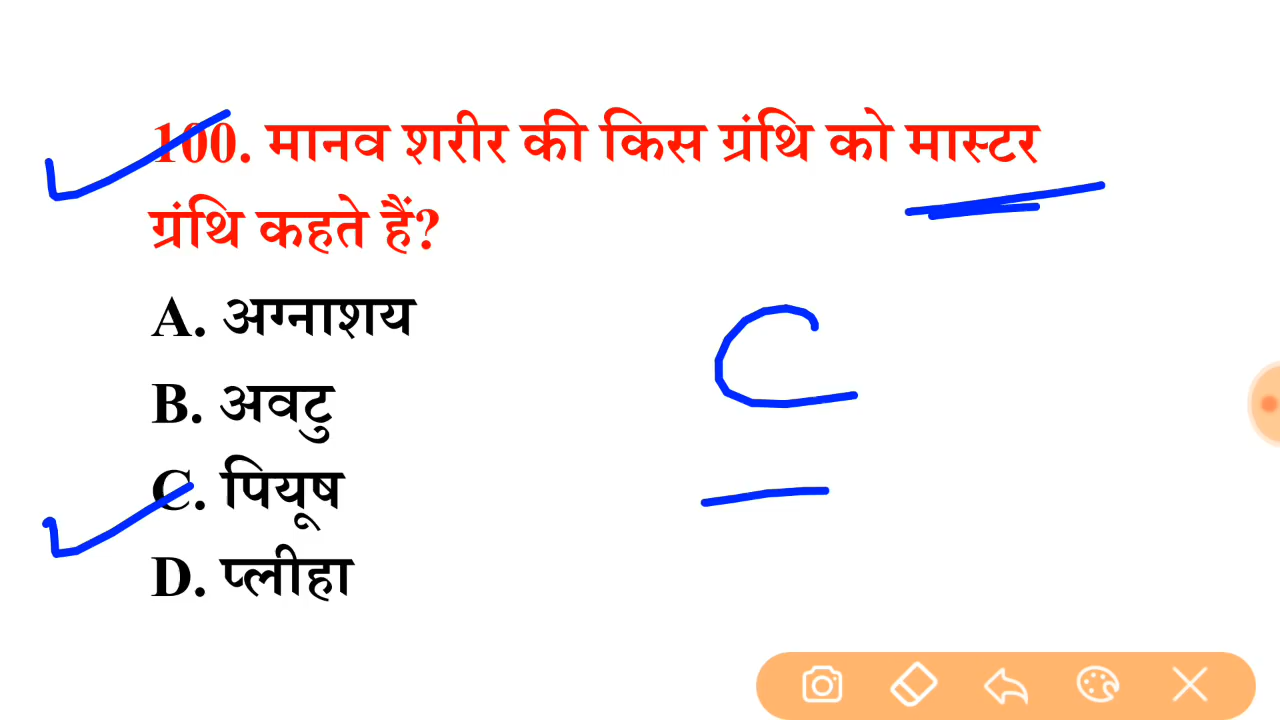 100. मानव शरीर की किस ग्रंथि को मास्टर
ग्रंथि कहते हैं?
A. अग्नाशय
B. अवटु
C. पियूष
D. प्लीहा
C